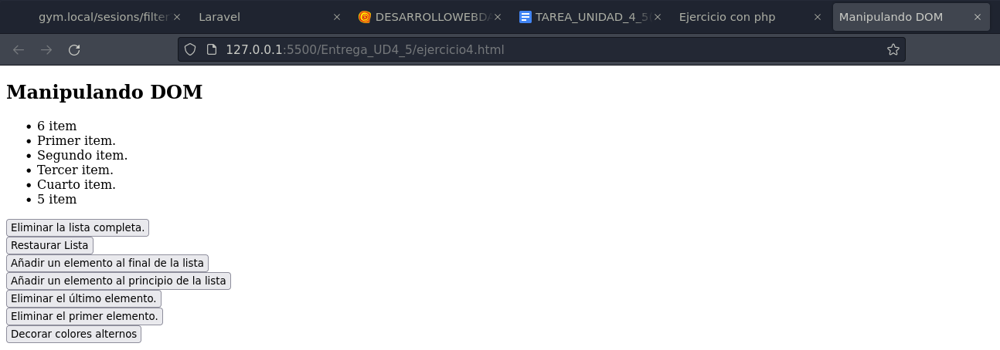 gym.local/sesions/filter
Laravel
DESARROLLOWEBDA
TAREA_UNIDAD_4_5
Ejercicio con php
Manipulando DOM
127.0.0.1:5500/Entrega_UD4_5/ejercicio4.html
Manipulando DOM
• 6 item
• Primer item.
• Segundo item.
• Tercer item.
• Cuarto item.
• 5 item
Eliminar la lista completa.
Restaurar Lista
Añadir un elemento al final de la lista
Añadir un elemento al principio de la lista
Eliminar el último elemento.
Eliminar el primer elemento.
Decorar colores alternos